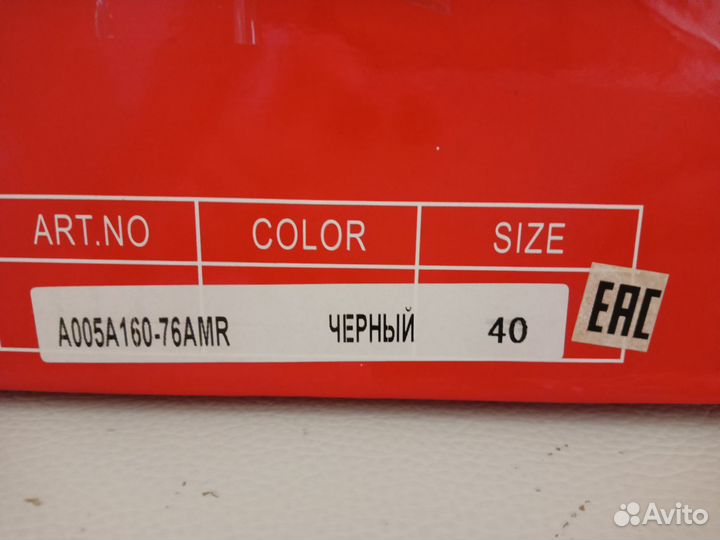 ART.NO COLOR SIZE
A005A160-76AMR ЧЕРНЫЙ 40
EAC
Avito